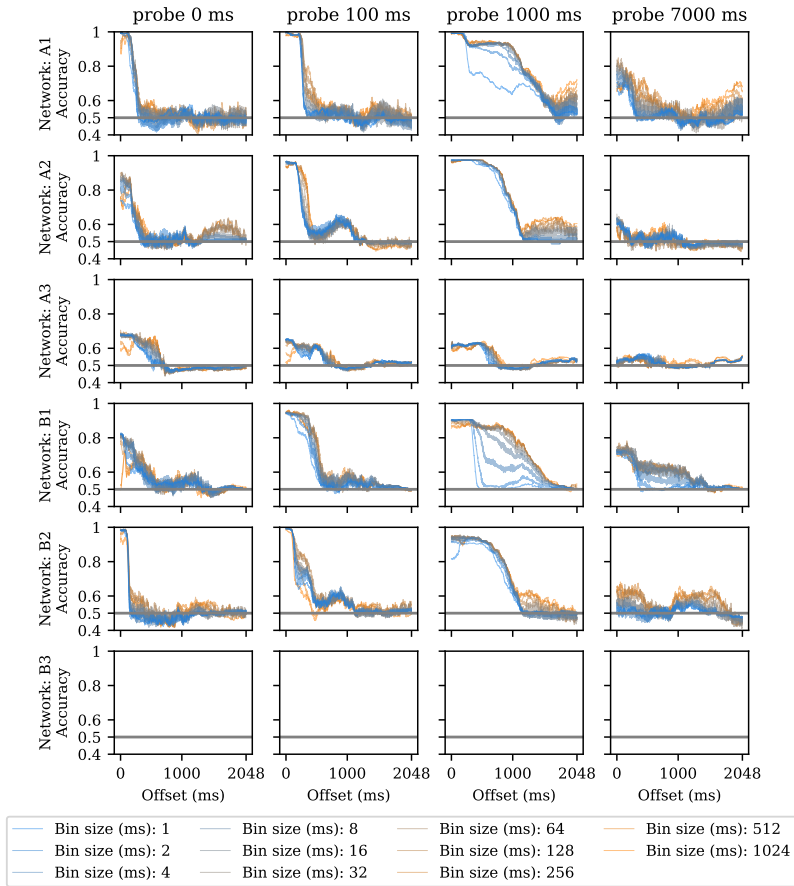 probe 0 ms probe 100 ms probe 1000 ms probe 7000 ms
Network: A1
Accuracy
1
0.8
0.6
0.5
0.4
Network: A2
Accuracy
1
0.8
0.6
0.5
0.4
Network: A3
Accuracy
1
0.8
0.6
0.5
0.4
Network: B1
Accuracy
1
0.8
0.6
0.5
0.4
Network: B2
Accuracy
1
0.8
0.6
0.5
0.4
Network: B3
Accuracy
1
0.8
0.6
0.5
0.4
0 1000 2048 0 1000 2048 0 1000 2048 0 1000 2048
Offset (ms) Offset (ms) Offset (ms) Offset (ms)
Bin size (ms): 1 Bin size (ms): 8 Bin size (ms): 64 Bin size (ms): 512
Bin size (ms): 2 Bin size (ms): 16 Bin size (ms): 128 Bin size (ms): 1024
Bin size (ms): 4 Bin size (ms): 32 Bin size (ms): 256